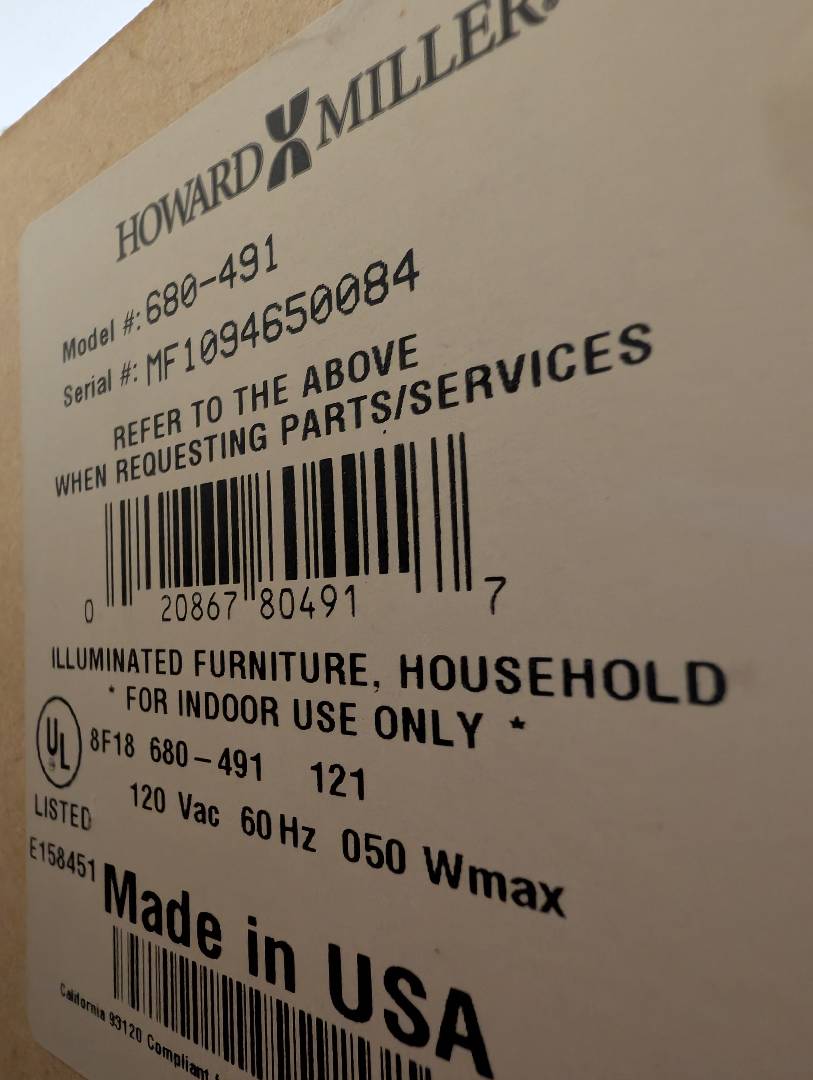 HOWARD MILLER®
Model #: 680-491
Serial #: MF1094650084
REFER TO THE ABOVE
WHEN REQUESTING PARTS/SERVICES
0 20867 80491 7
ILLUMINATED FURNITURE, HOUSEHOLD
* FOR INDOOR USE ONLY *
UL 8F18 680-491 121
LISTED 120 Vac 60 Hz 050 Wmax
E158451
Made in USA
California 93120 Compliant